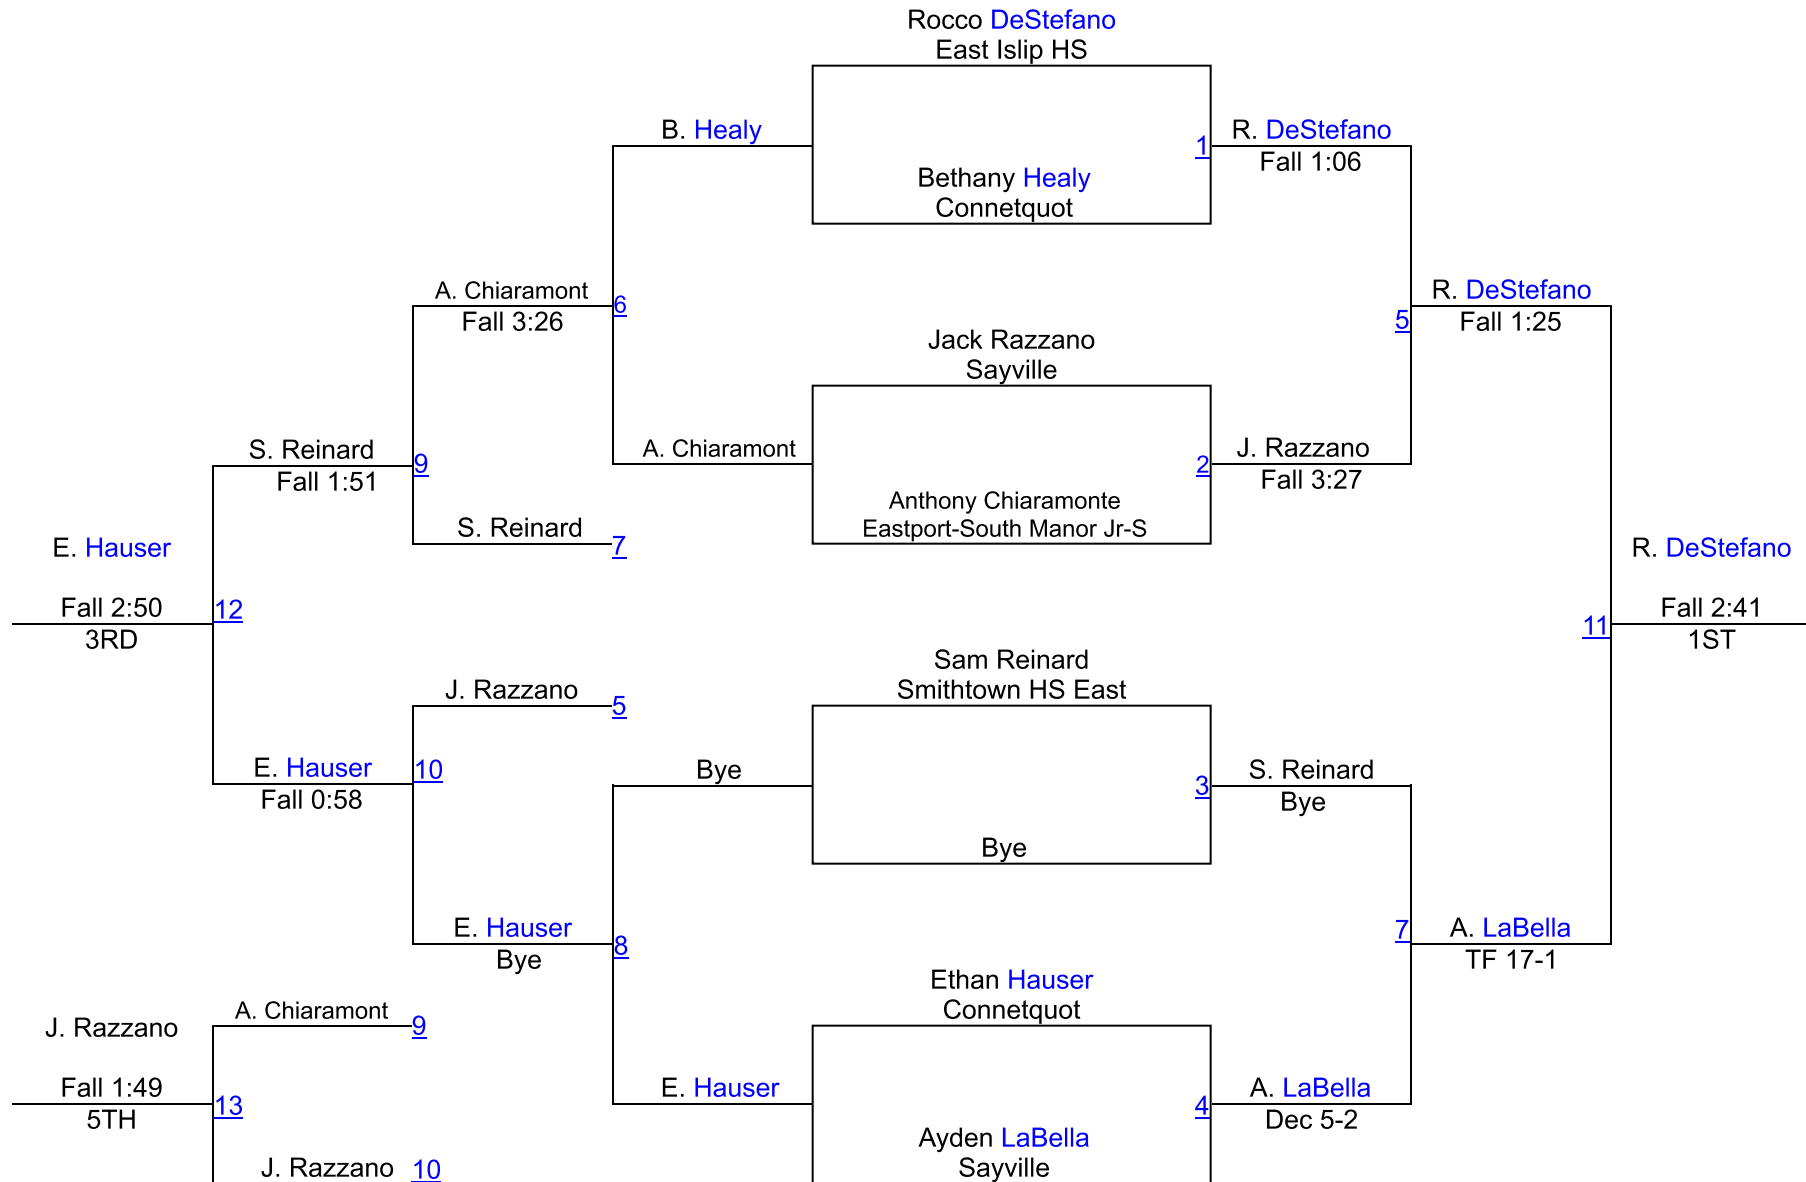 Rocco DeStefano
East Islip HS
B. Healy
1
R. DeStefano
Fall 1:06
Bethany Healy
Connetquot
A. Chiaramont
Fall 3:26
6
R. DeStefano
5
Fall 1:25
Jack Razzano
Sayville
S. Reinard
Fall 1:51
9
A. Chiaramont
2
J. Razzano
Fall 3:27
Anthony Chiaramonte
Eastport-South Manor Jr-S
S. Reinard
7
E. Hauser
Fall 2:50
3RD
12
R. DeStefano
11
Fall 2:41
1ST
Sam Reinard
Smithtown HS East
J. Razzano
5
E. Hauser
Fall 0:58
10
Bye
3
S. Reinard
Bye
Bye
E. Hauser
Bye
8
7
A. LaBella
TF 17-1
Ethan Hauser
Connetquot
J. Razzano
Fall 1:49
5TH
A. Chiaramont
9
13
E. Hauser
4
A. LaBella
Dec 5-2
Ayden LaBella
Sayville
J. Razzano
10